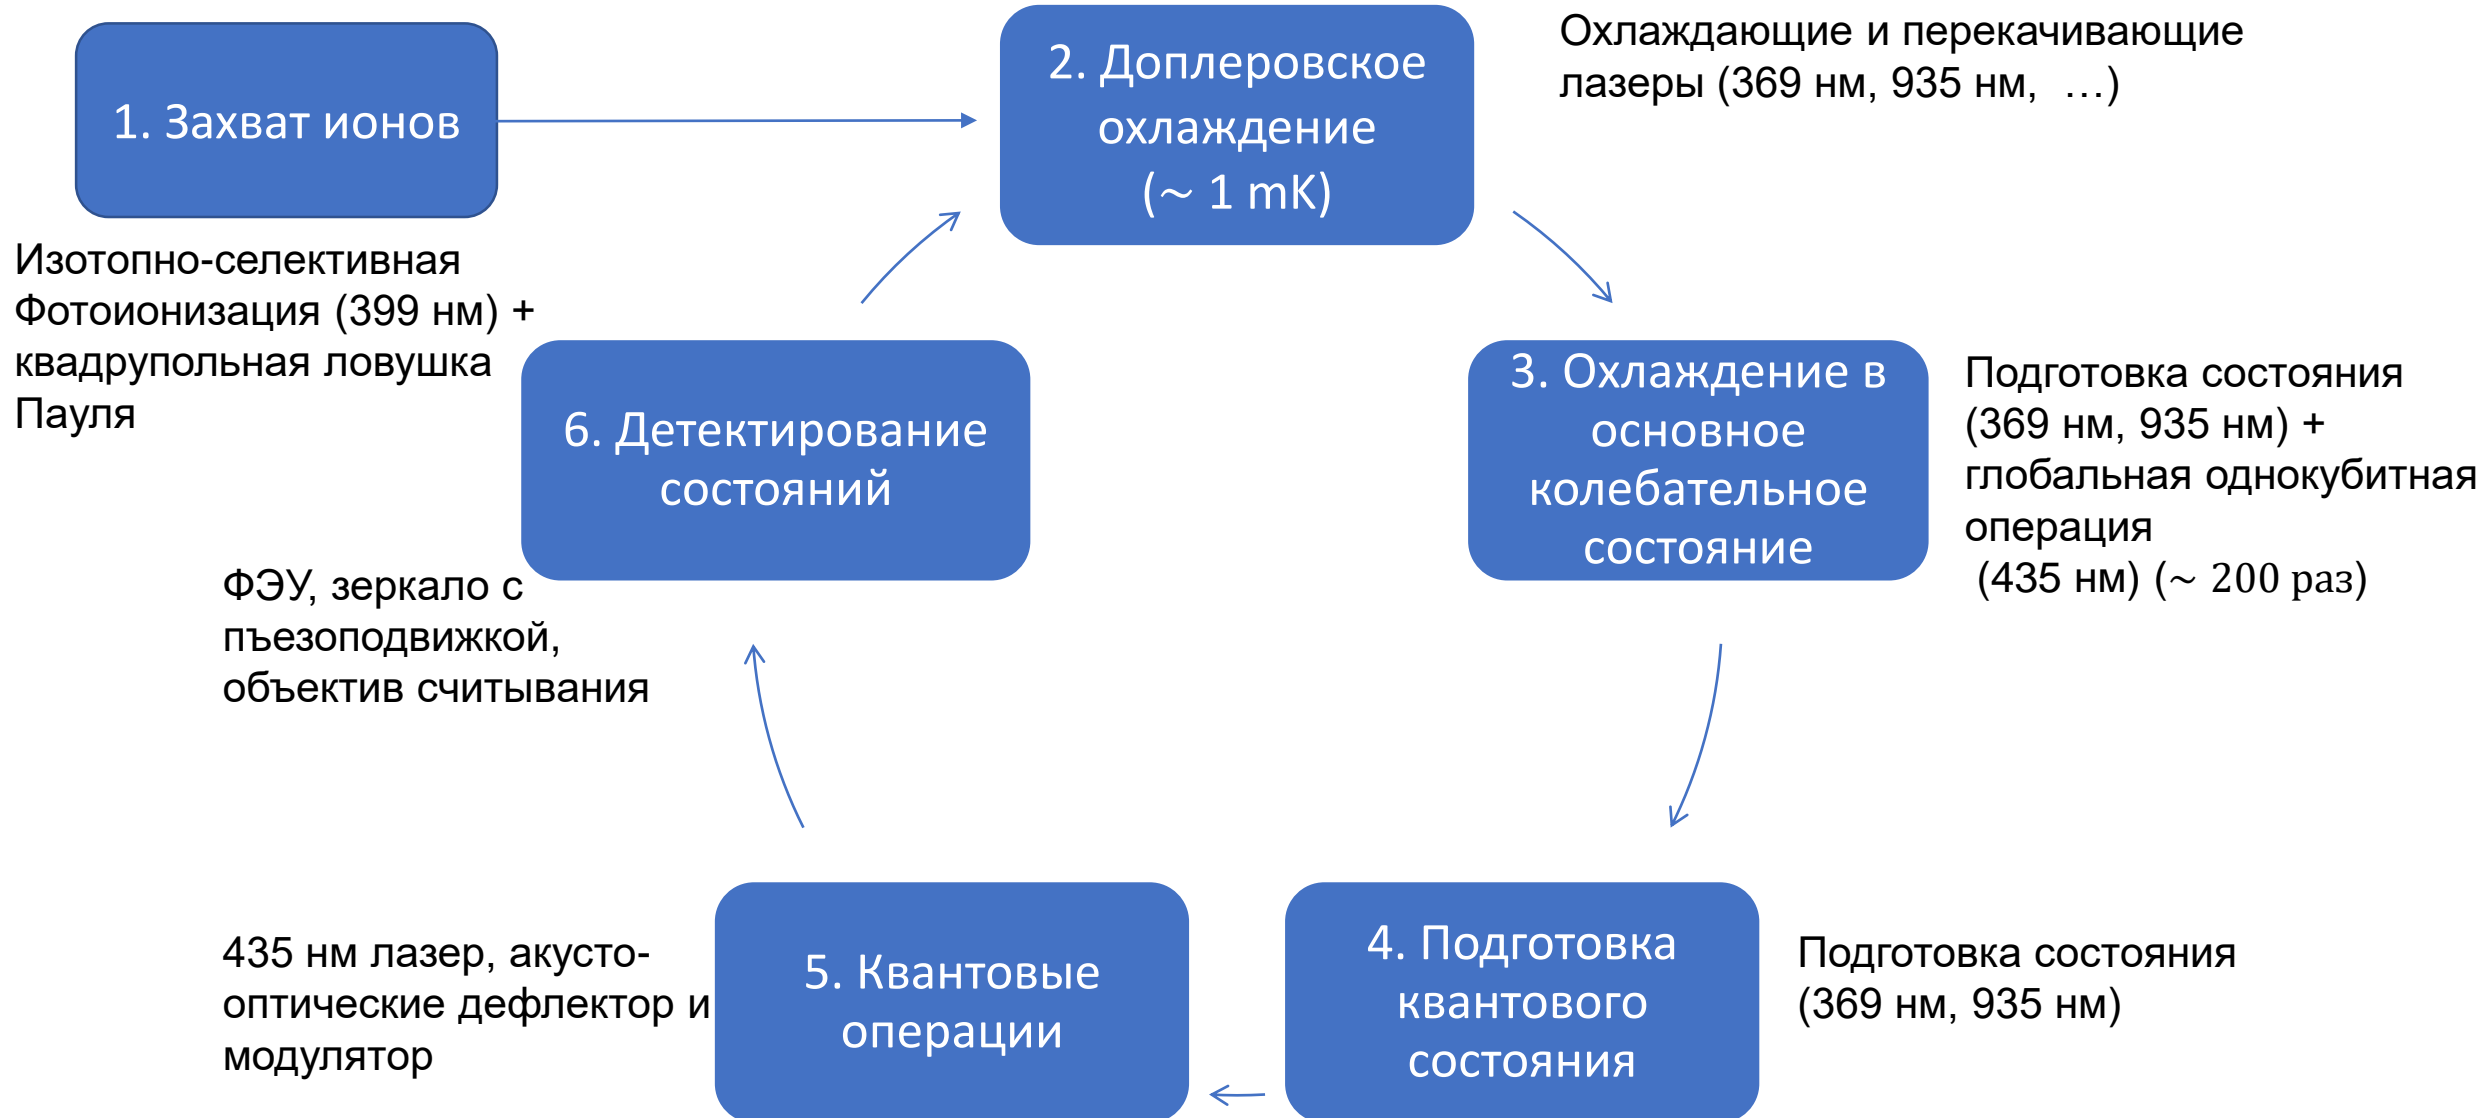 1. Захват ионов
Изотопно-селективная
Фотоионизация (399 нм) +
квадрупольная ловушка
Пауля
2. Доплеровское
охлаждение
(~ 1 mK)
Охлаждающие и перекачивающие
лазеры (369 нм, 935 нм, …)
3. Охлаждение в
основное
колебательное
состояние
Подготовка состояния
(369 нм, 935 нм) +
глобальная однокубитная
операция
(435 нм) (~ 200 раз)
4. Подготовка
квантового
состояния
Подготовка состояния
(369 нм, 935 нм)
5. Квантовые
операции
435 нм лазер, акусто-
оптические дефлектор и
модулятор
6. Детектирование
состояний
ФЭУ, зеркало с
пъезоподвижкой,
объектив считывания